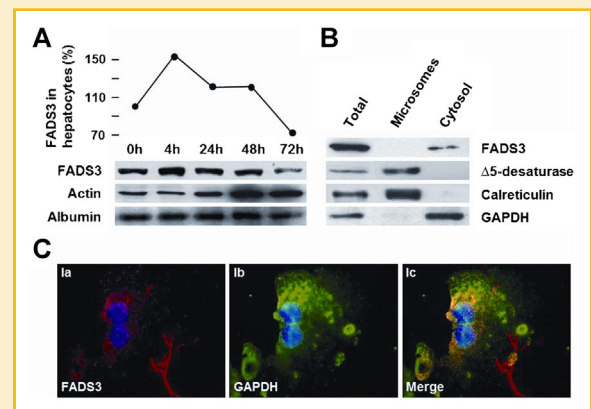 A
FADS3 in
hepatocytes (%)
150
110
70
0h 4h 24h 48h 72h
FADS3
Actin
Albumin
B
Total Microsomes Cytosol
FADS3
Δ5-desaturase
Calreticulin
GAPDH
C
Ia
FADS3
Ib
GAPDH
Ic
Merge